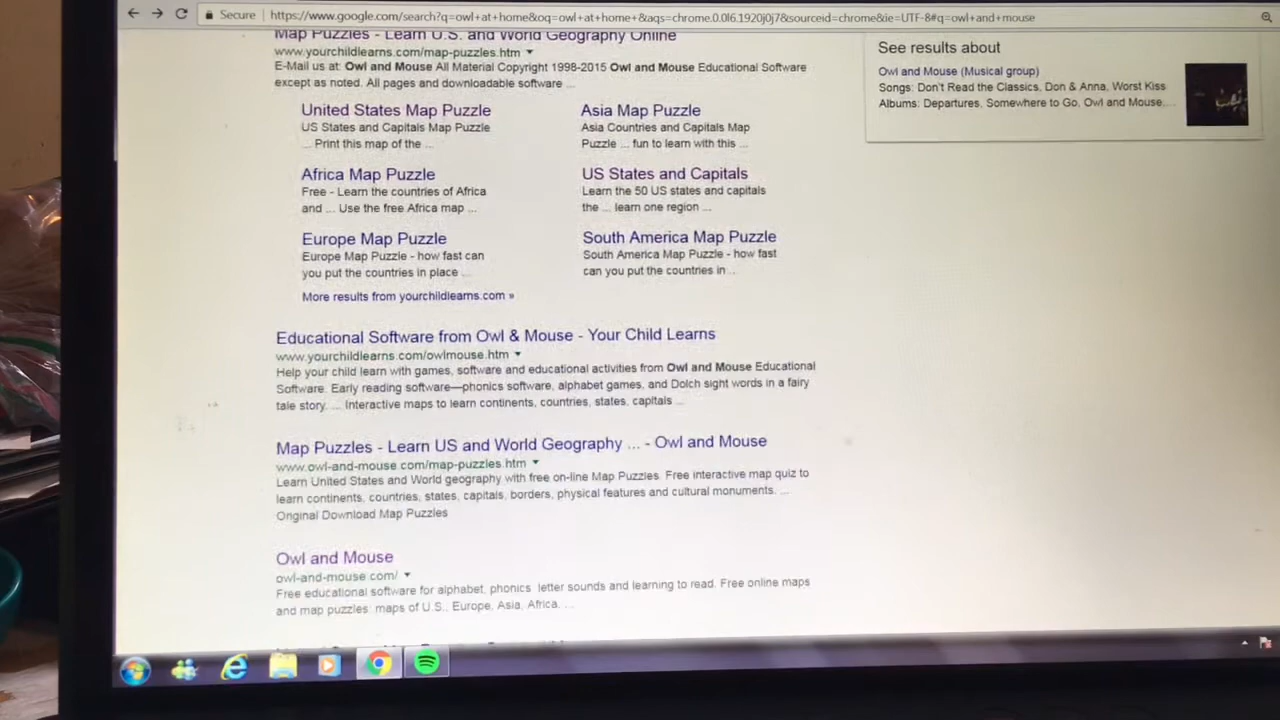 Secure https://www.google.com/search?q=owl+at+home&oq=owl+at+home+&aqs=chrome.0.0l6.1920j0j7&sourceid=chrome&ie=UTF-8#q=owl+and+mouse
Map Puzzles - Learn U.S. and World Geography Online
www.yourchildlearns.com/map-puzzles.htm
E-Mail us at: Owl and Mouse All Material Copyright 1998-2015 Owl and Mouse Educational Software
except as noted. All pages and downloadable software ...
United States Map Puzzle
US States and Capitals Map Puzzle
... Print this map of the ...
Asia Map Puzzle
Asia Countries and Capitals Map
Puzzle ... fun to learn with this ...
Africa Map Puzzle
Free - Learn the countries of Africa
and ... Use the free Africa map ...
US States and Capitals
Learn the 50 US states and capitals
the ... learn one region ...
Europe Map Puzzle
Europe Map Puzzle - how fast can
you put the countries in place ...
South America Map Puzzle
South America Map Puzzle - how fast
can you put the countries in ...
More results from yourchildlearns.com »
Educational Software from Owl & Mouse - Your Child Learns
www.yourchildlearns.com/owlmouse.htm
Help your child learn with games, software and educational activities from Owl and Mouse Educational
Software. Early reading software—phonics software, alphabet games, and Dolch sight words in a fairy
tale story. ... Interactive maps to learn continents, countries, states, capitals ...
Map Puzzles - Learn US and World Geography ... - Owl and Mouse
www.owl-and-mouse.com/map-puzzles.htm
Learn United States and World geography with free on-line Map Puzzles. Free interactive map quiz to
learn continents, countries, states, capitals, borders, physical features and cultural monuments. ...
Original Download Map Puzzles
Owl and Mouse
owl-and-mouse.com/
Free educational software for alphabet, phonics, letter sounds and learning to read. Free online maps
and map puzzles: maps of U.S., Europe, Asia, Africa, ...
See results about
Owl and Mouse (Musical group)
Songs: Don't Read the Classics, Don & Anna, Worst Kiss
Albums: Departures, Somewhere to Go, Owl and Mouse, ...